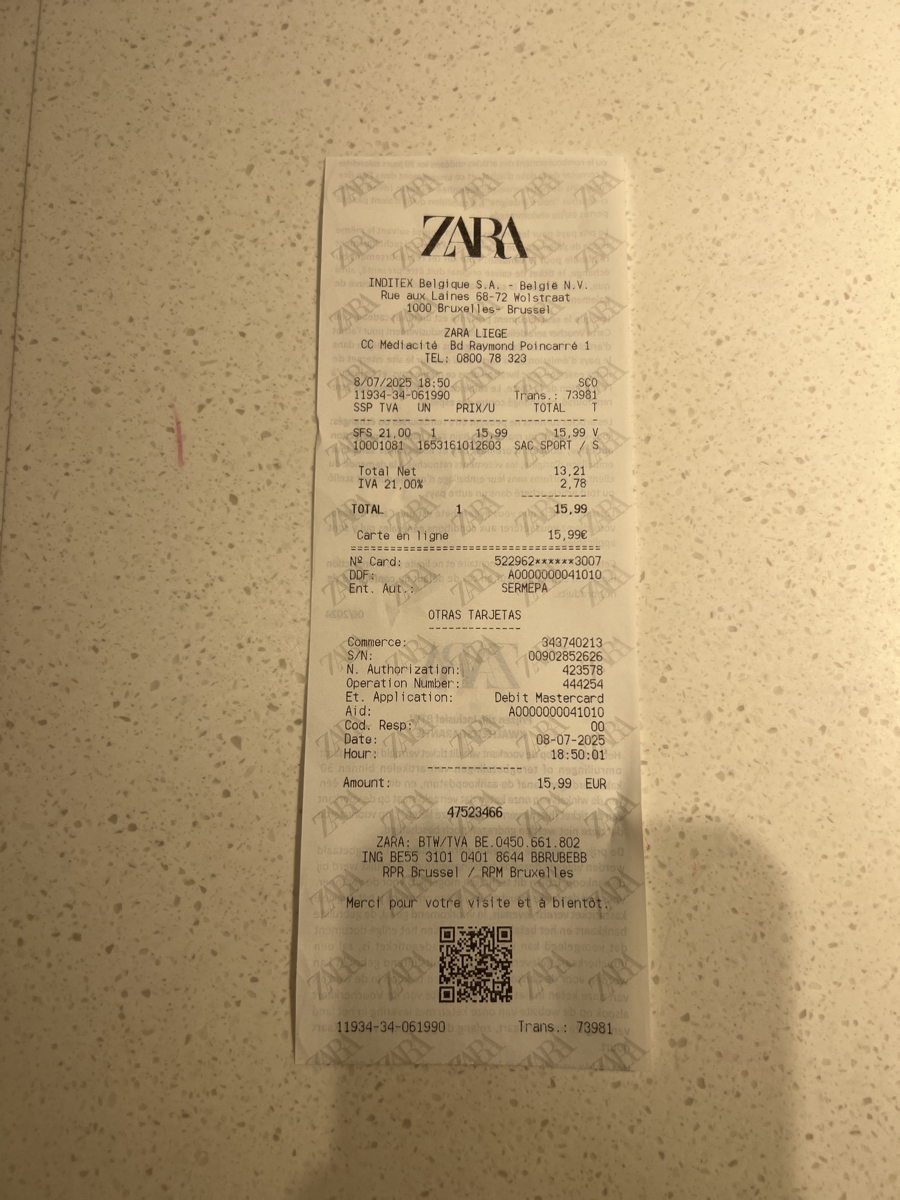 ZARA
INDITEX Belgique S.A. - België N.V.
Rue aux Laines 68-72 Wolstraat
1000 Bruxelles- Brussel
ZARA LIEGE
CC Médiacité Bd Raymond Poincarré 1
TEL: 0800 78 323
8/07/2025 18:50 SCO
11934-34-061990 Trans.: 73981
SSP TVA UN PRIX/U TOTAL T
SFS 21,00 1 15,99 15,99 V
10001081 1653161012603 SAC SPORT / S
Total Net 13,21
IVA 21,00% 2,78
TOTAL 1 15,99
Carte en ligne 15,99€
Nº Card: 522962******3007
DDF: A0000000041010
Ent. Aut.: SERMEPA
OTRAS TARJETAS
Commerce: 343740213
S/N: 00902852626
N. Authorization: 423578
Operation Number: 444254
Et. Application: Debit Mastercard
Aid: A0000000041010
Cod. Resp: 00
Date: 08-07-2025
Hour: 18:50:01
Amount: 15,99 EUR
47523466
ZARA: BTW/TVA BE.0450.661.802
ING BE55 3101 0401 8644 BBRUBEBB
RPR Brussel / RPM Bruxelles
Merci pour votre visite et à bientôt.
11934-34-061990 Trans.: 73981